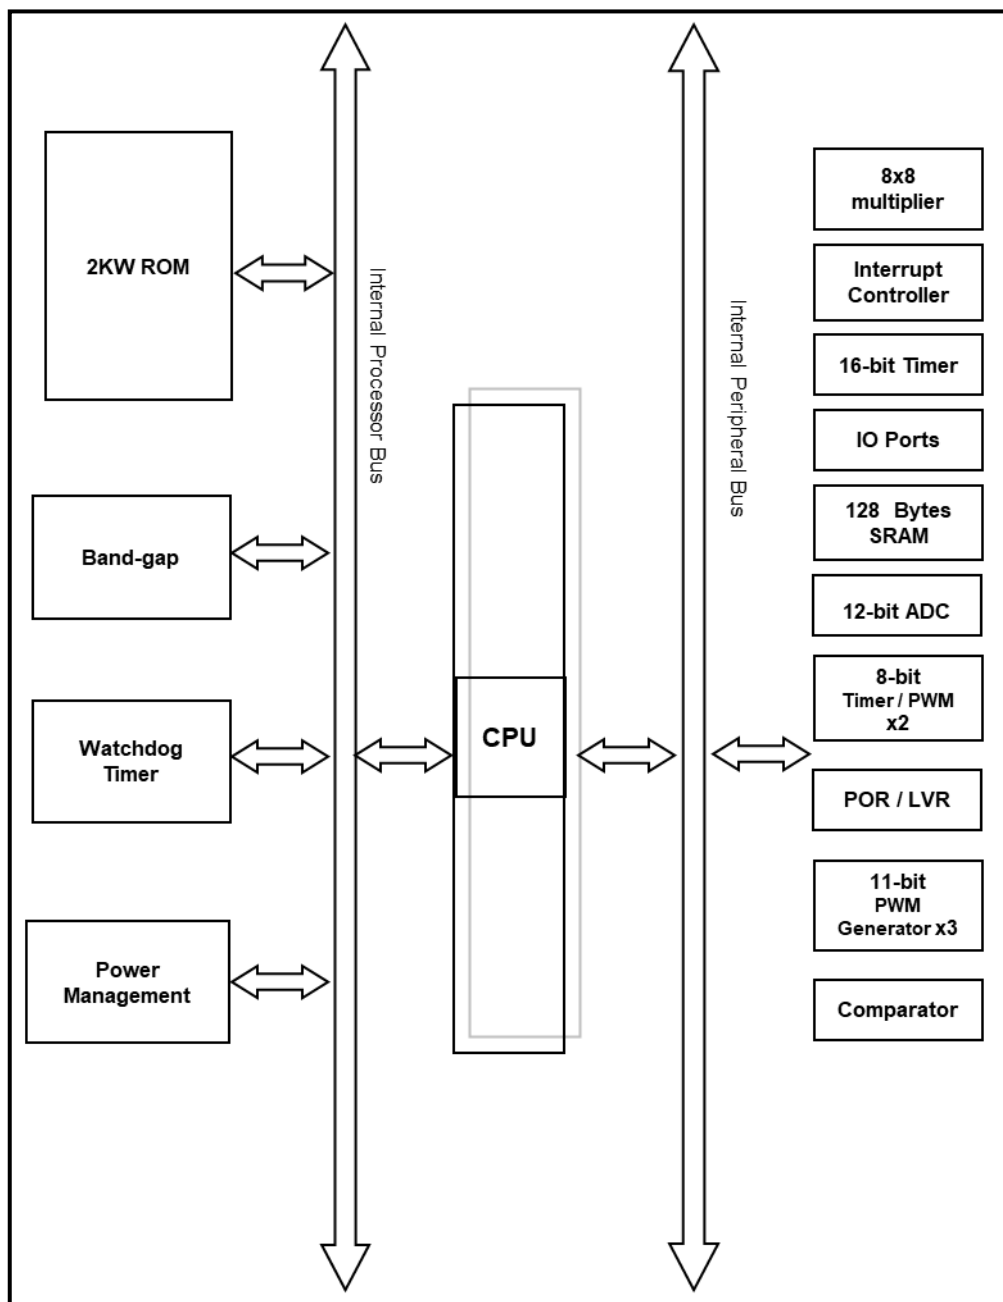 2KW ROM
Band-gap
Watchdog
Timer
Power
Management
Internal Processor Bus
CPU
Internal Peripheral Bus
8x8
multiplier
Interrupt
Controller
16-bit Timer
IO Ports
128 Bytes
SRAM
12-bit ADC
8-bit
Timer / PWM
x2
POR / LVR
11-bit
PWM
Generator x3
Comparator